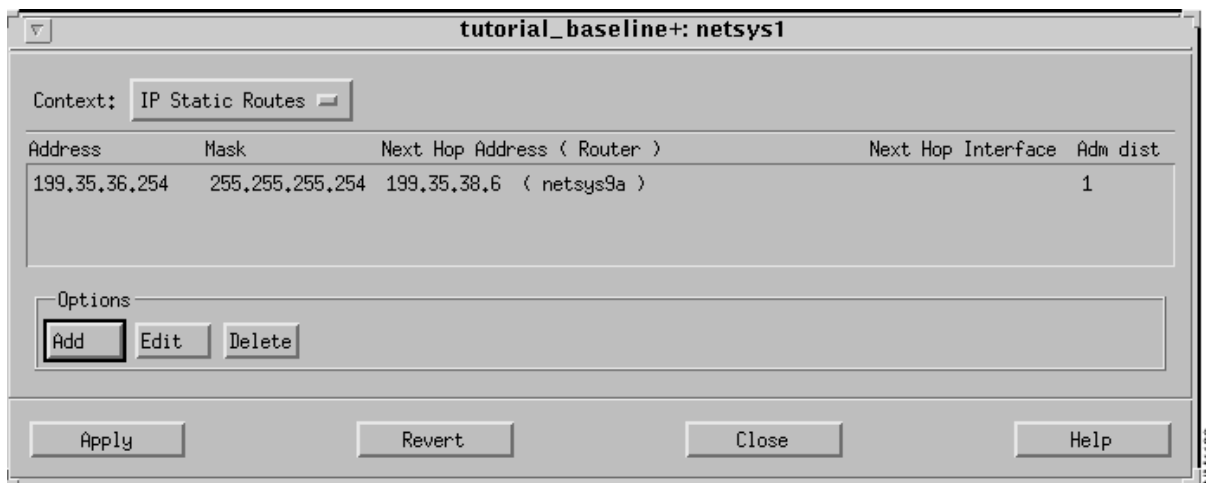 tutorial_baseline+: netsys1
Context: IP Static Routes
Address Mask Next Hop Address ( Router ) Next Hop Interface Adm dist
199.35.36.254 255.255.255.254 199.35.38.6 ( netsys9a ) 1
Options
Add Edit Delete
Apply Revert Close Help